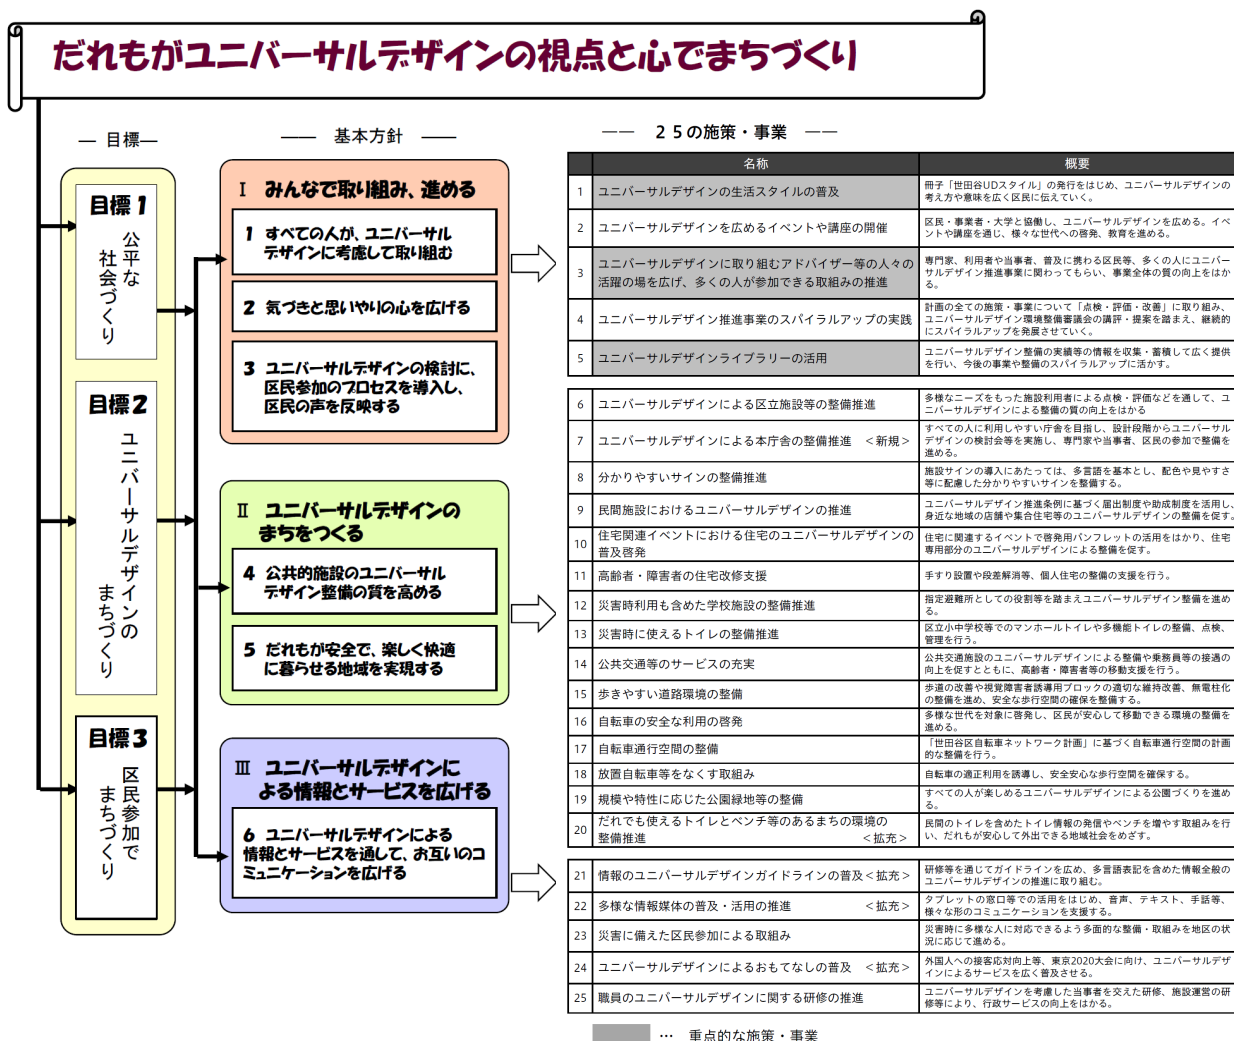 だれもがユニバーサルデザインの視点と心でまちづくり
― 目標―
目標1
公平な
社会づくり
目標2
ユニバーサルデザインの
まちづくり
目標3
区民参加で
まちづくり
―― 基本方針 ――
Ⅰ みんなで取り組み、進める
1 すべての人が、ユニバーサル
デザインに考慮して取り組む
2 気づきと思いやりの心を広げる
3 ユニバーサルデザインの検討に、
区民参加のプロセスを導入し、
区民の声を反映する
Ⅱ ユニバーサルデザインの
まちをつくる
4 公共的施設のユニバーサル
デザイン整備の質を高める
5 だれもが安全で、楽しく快適
に暮らせる地域を実現する
Ⅲ ユニバーサルデザインに
よる情報とサービスを広げる
6 ユニバーサルデザインによる
情報とサービスを通して、お互いのコ
ミュニケーションを広げる
―― 25の施策・事業 ――
名称 概要
1 ユニバーサルデザインの生活スタイルの普及
冊子「世田谷UDスタイル」の発行をはじめ、ユニバーサルデザインの
考え方や意味を広く区民に伝えていく。
2 ユニバーサルデザインを広めるイベントや講座の開催
区民・事業者・大学と協働し、ユニバーサルデザインを広める。イベ
ントや講座を通じ、様々な世代への啓発、教育を進める。
3 ユニバーサルデザインに取り組むアドバイザー等の人々の
活躍の場を広げ、多くの人が参加できる取組みの推進
専門家、利用者や当事者、普及に携わる区民等、多くの人にユニバー
サルデザイン推進事業に関わってもらい、事業全体の質の向上をはか
る。
4 ユニバーサルデザイン推進事業のスパイラルアップの実践
計画の全ての施策・事業について「点検・評価・改善」に取り組み、
ユニバーサルデザイン環境整備審議会の講評・提案を踏まえ、継続的
にスパイラルアップを発展させていく。
5 ユニバーサルデザインライブラリーの活用
ユニバーサルデザイン整備の実績等の情報を収集・蓄積して広く提供
を行い、今後の事業や整備のスパイラルアップに活かす。
6 ユニバーサルデザインによる区立施設等の整備推進
多様なニーズをもった施設利用者による点検・評価などを通して、ユ
ニバーサルデザインによる整備の質の向上をはかる
7 ユニバーサルデザインによる本庁舎の整備推進 ＜新規＞
すべての人に利用しやすい庁舎を目指し、設計段階からユニバーサル
デザインの検討会等を実施し、専門家や当事者、区民の参加で整備を
進める。
8 分かりやすいサインの整備推進
施設サインの導入にあたっては、多言語を基本とし、配色や見やすさ
等に配慮した分かりやすいサインを整備する。
9 民間施設におけるユニバーサルデザインの推進
ユニバーサルデザイン推進条例に基づく届出制度や助成制度を活用し、
身近な地域の店舗や集合住宅等のユニバーサルデザインの整備を促す。
10 住宅関連イベントにおける住宅のユニバーサルデザインの
普及啓発
住宅に関連するイベントで啓発用パンフレットの活用をはかり、住宅
専用部分のユニバーサルデザインによる整備を促す。
11 高齢者・障害者の住宅改修支援
手すり設置や段差解消等、個人住宅の整備の支援を行う。
12 災害時利用も含めた学校施設の整備推進
指定避難所としての役割等を踏まえユニバーサルデザイン整備を進め
る。
13 災害時に使えるトイレの整備推進
区立小中学校等でのマンホールトイレや多機能トイレの整備、点検、
管理を行う。
14 公共交通等のサービスの充実
公共交通施設のユニバーサルデザインによる整備や乗務員等の接遇の
向上を促すとともに、高齢者・障害者等の移動支援を行う。
15 歩きやすい道路環境の整備
歩道の改善や視覚障害者誘導用ブロックの適切な維持改善、無電柱化
の整備を進め、安全な歩行空間の確保を整備する。
16 自転車の安全な利用の啓発
多様な世代を対象に啓発し、区民が安心して移動できる環境の整備を
進める。
17 自転車通行空間の整備
「世田谷区自転車ネットワーク計画」に基づく自転車通行空間の計画
的な整備を行う。
18 放置自転車等をなくす取組み
自転車の適正利用を誘導し、安全安心な歩行空間を確保する。
19 規模や特性に応じた公園緑地等の整備
すべての人が楽しめるユニバーサルデザインによる公園づくりを進め
る。
20 だれでも使えるトイレとベンチ等のあるまちの環境の
整備推進 ＜拡充＞
民間のトイレを含めたトイレ情報の発信やベンチを増やす取組みを行
い、だれもが安心して外出できる地域社会をめざす。
21 情報のユニバーサルデザインガイドラインの普及＜拡充＞
研修等を通じてガイドラインを広め、多言語表記を含めた情報全般の
ユニバーサルデザインの推進に取り組む。
22 多様な情報媒体の普及・活用の推進 ＜拡充＞
タブレットの窓口等での活用をはじめ、音声、テキスト、手話等、
様々な形のコミュニケーションを支援する。
23 災害に備えた区民参加による取組み
災害時に多様な人に対応できるよう多面的な整備・取組みを地区の状
況に応じて進める。
24 ユニバーサルデザインによるおもてなしの普及 ＜拡充＞
外国人への接客応対向上等、東京2020大会に向け、ユニバーサルデザ
インによるサービスを広く普及させる。
25 職員のユニバーサルデザインに関する研修の推進
ユニバーサルデザインを考慮した当事者を交えた研修、施設運営の研
修等により、行政サービスの向上をはかる。
… 重点的な施策・事業